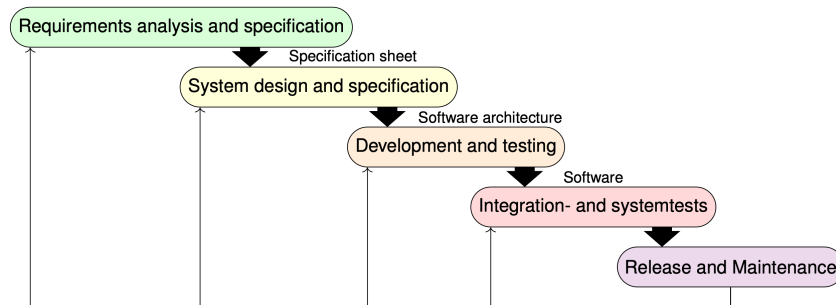 Requirements analysis and specification
Specification sheet
System design and specification
Software architecture
Development and testing
Software
Integration- and systemtests
Release and Maintenance